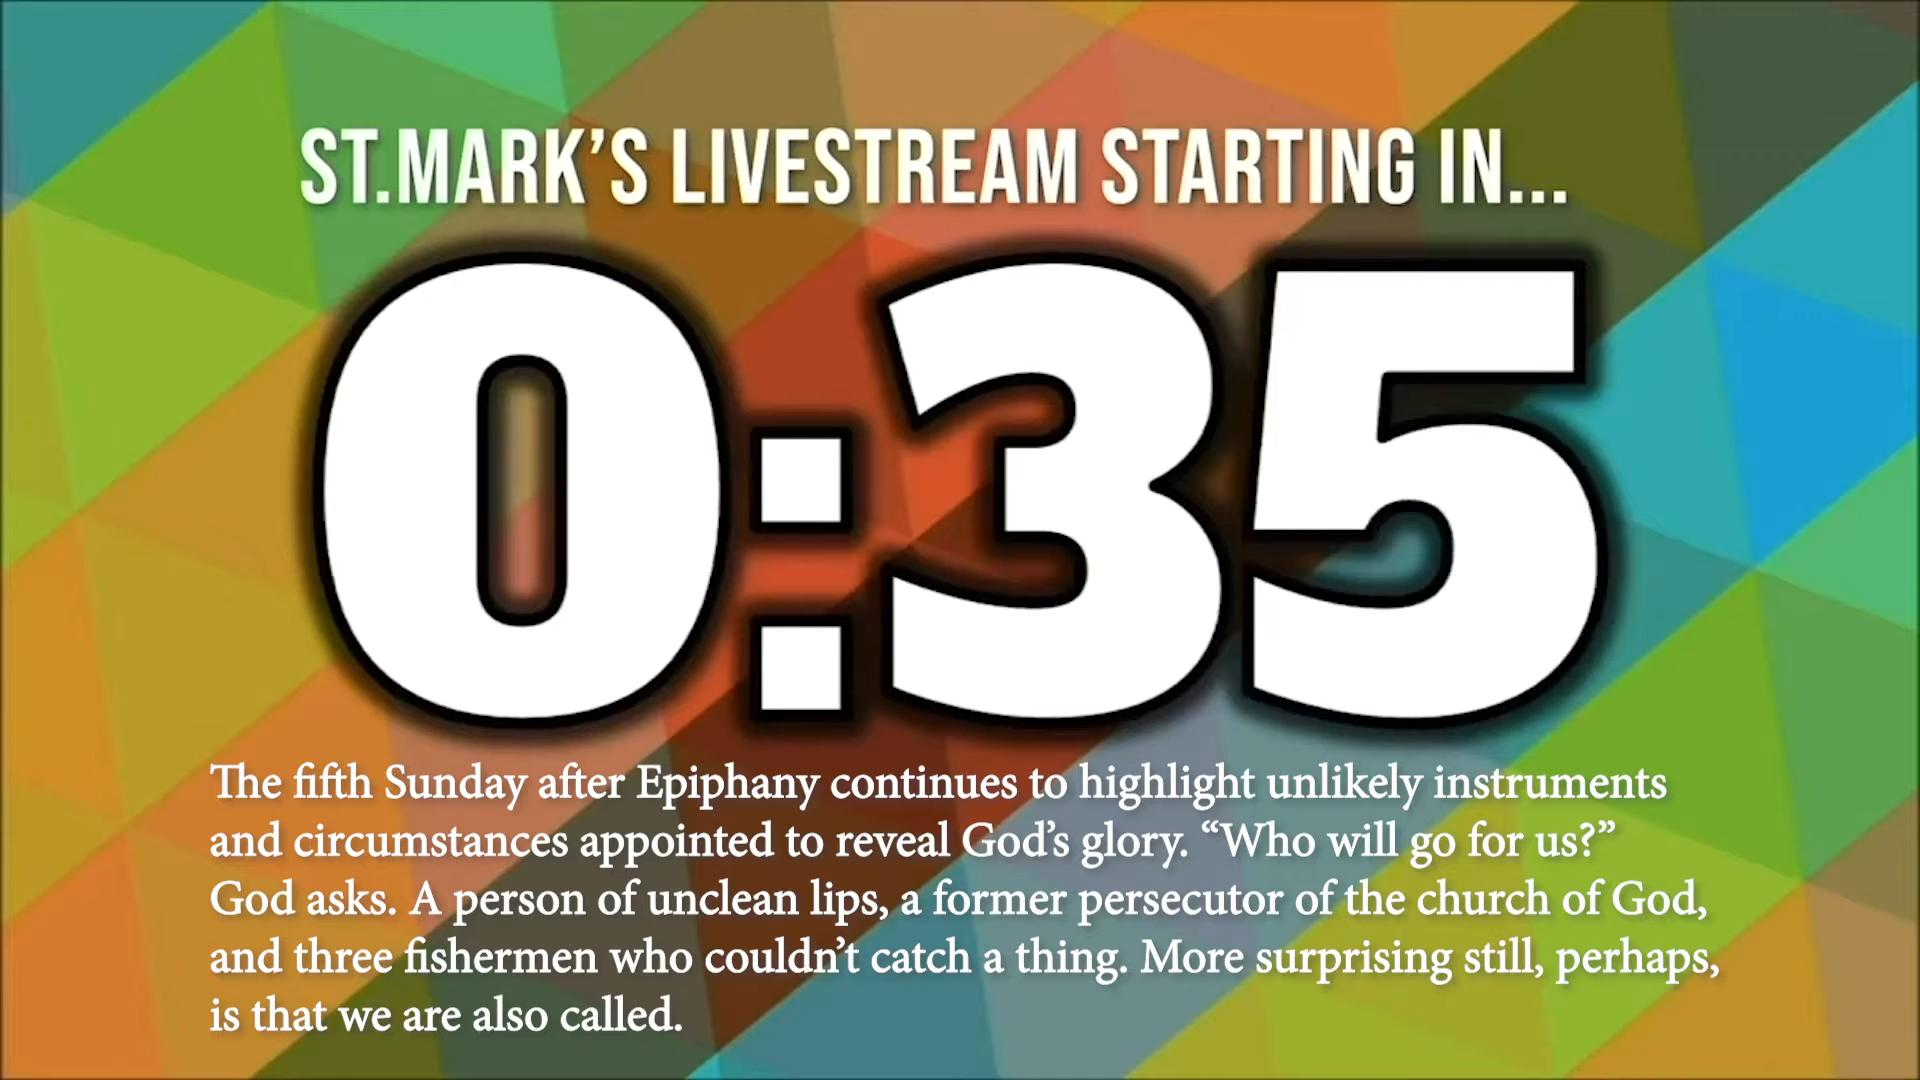 ST.MARK’S LIVESTREAM STARTING IN...
0:35
The fifth Sunday after Epiphany continues to highlight unlikely instruments
and circumstances appointed to reveal God’s glory. “Who will go for us?”
God asks. A person of unclean lips, a former persecutor of the church of God,
and three fishermen who couldn’t catch a thing. More surprising still, perhaps,
is that we are also called.